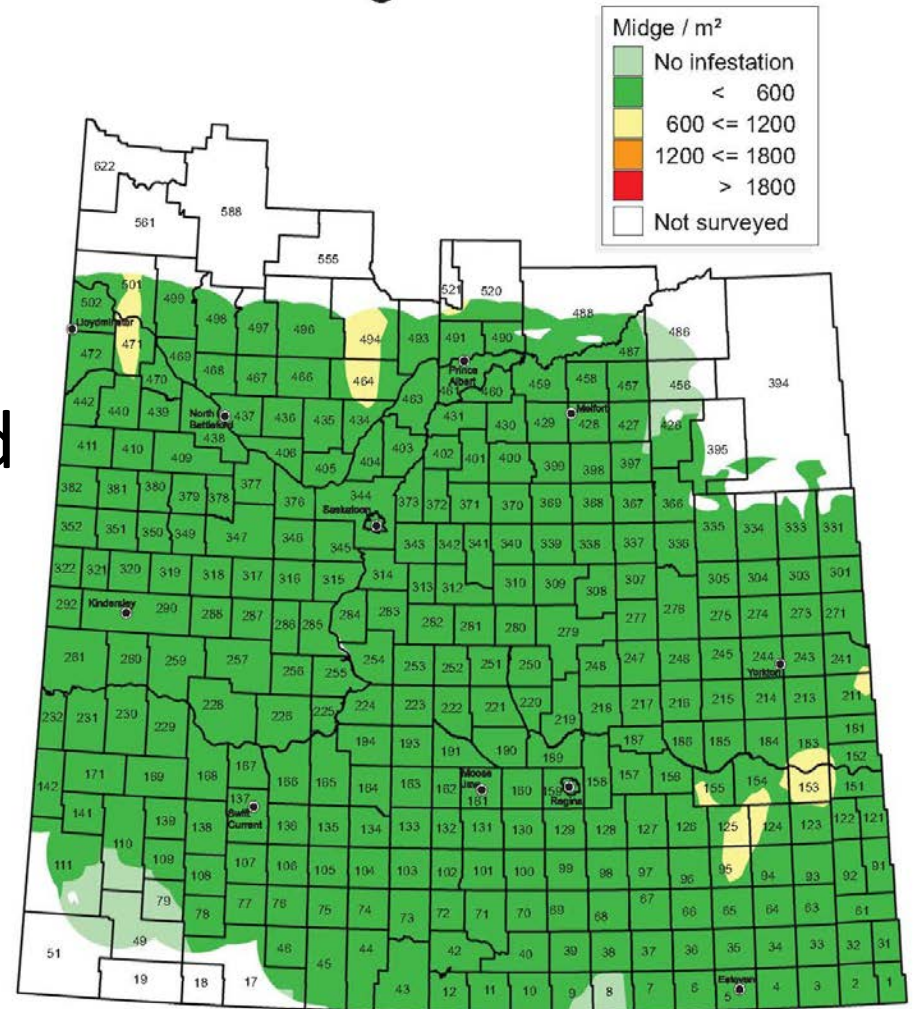 Midge / m²
No infestation
< 600
600 <= 1200
1200 <= 1800
> 1800
Not surveyed
d
622
561 588
555
501 521 520
502 499 488
Lloydminster 498 497 496 494 493 491 490 486
472 471 469 487
470 468 467 466 464 Prince Albert 461 460 459 458 457 456 394
442 440 439 North Battleford 437 436 435 434 463 431 430 429 Melfort 428 427 426
411 410 409 438 406 405 404 403 402 401 400 399 398 397 395
382 381 380 379 378 377 376 344 373 372 371 370 369 368 367 366
Saskatoon
352 351 350 349 347 346 345 343 342 341 340 339 338 337 336 335 334 333 331
322 321 320 319 318 317 316 315 314 313 312 310 309 308 307 305 304 303 301
292 Kindersley 290 288 287 286 285 284 283 282 281 280 279 277 276 275 274 273 271
261 260 259 257 256 255 254 253 252 251 250 248 247 246 245 244 243 241
Yorkton
232 231 230 229 228 226 225 224 223 222 221 220 219 218 217 216 215 214 213 211
194 193 191 190 189 187 186 185 184 183 181
142 171 169 168 167 166 165 164 163 162 Moose Jaw 161 160 159 Regina 158 157 156 155 154 153 152 151
141 139 138 137 Swift Current 136 135 134 133 132 131 130 129 128 127 126 125 124 123 122 121
111 110 109 108 107 106 105 104 103 102 101 100 99 98 97 96 95 94 93 92 91
79 78 77 76 75 74 73 72 71 70 69 68 67 66 65 64 63 61
51 49 46 45 44 42 40 39 38 37 36 35 34 33 32 31
19 18 17 43 12 11 10 9 8 7 6 Estevan 5 4 3 2 1